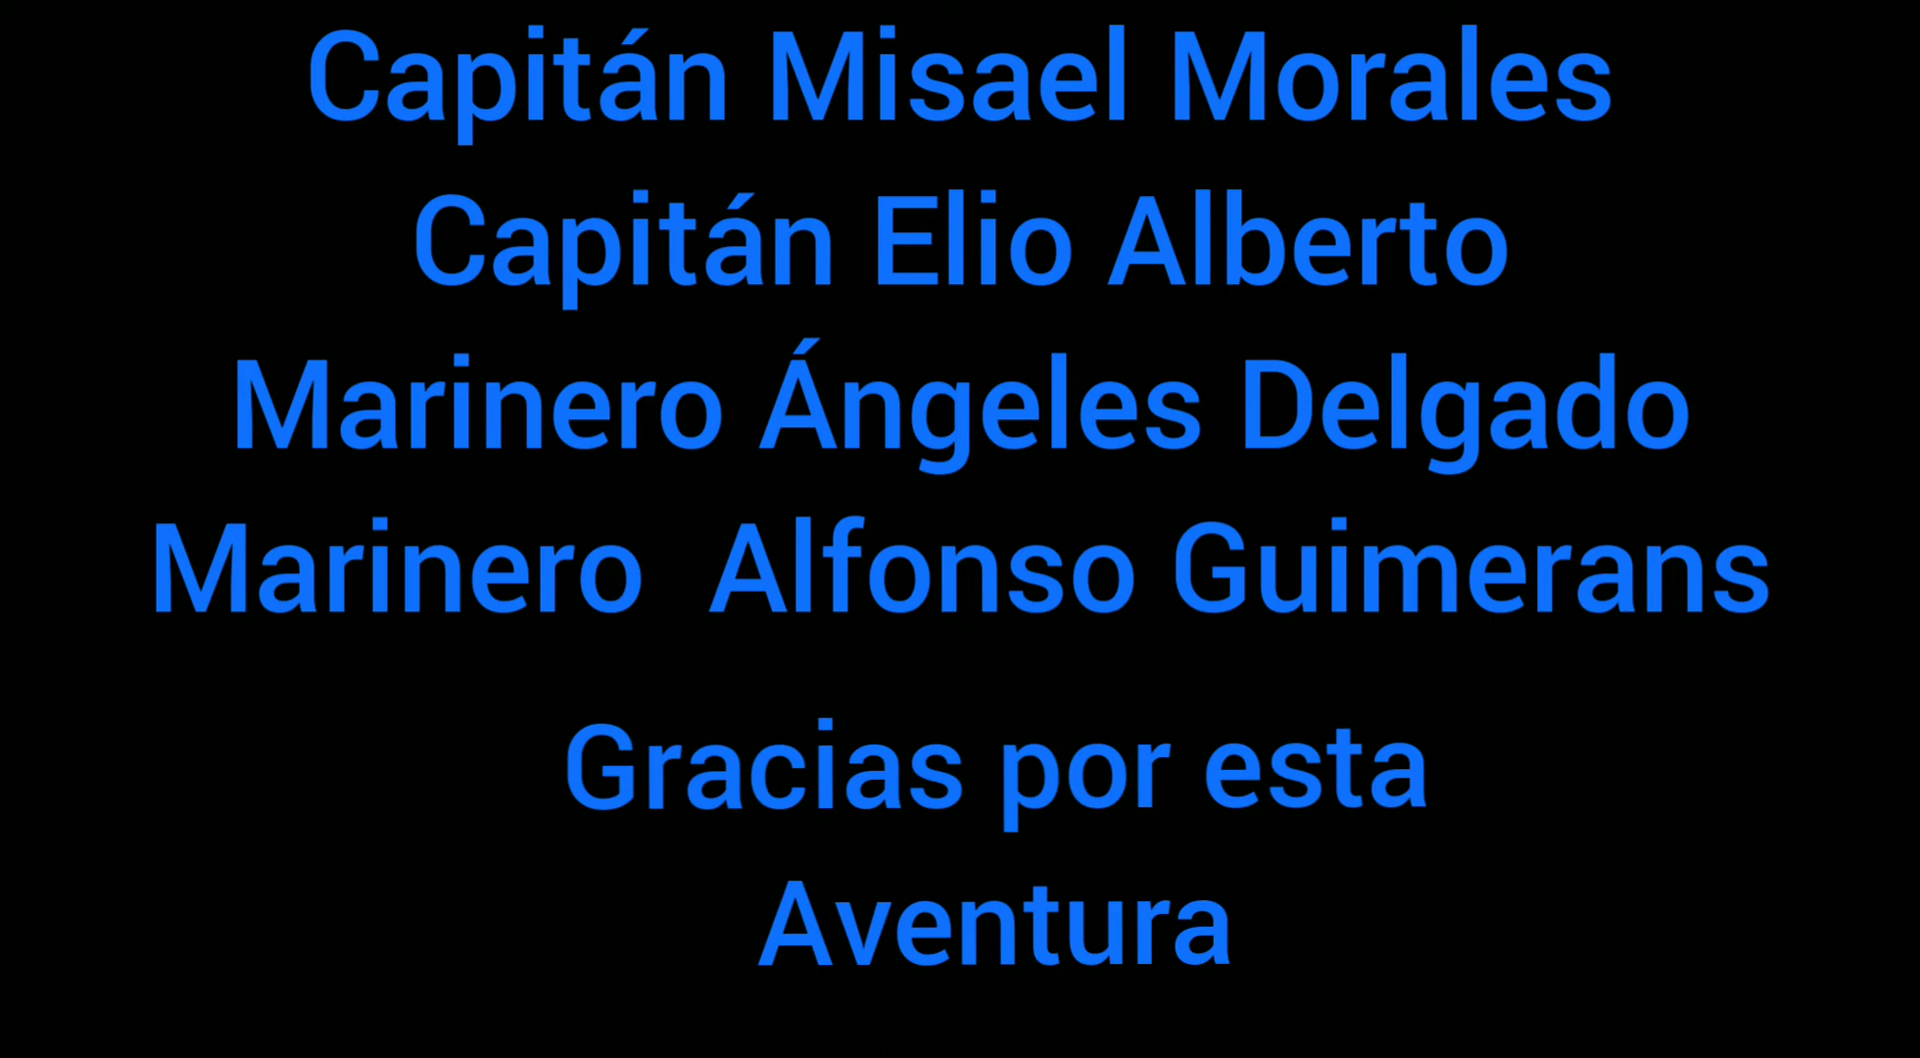 Capitán Misael Morales
Capitán Elio Alberto
Marinero Ángeles Delgado
Marinero  Alfonso Guimerans
Gracias por esta
Aventura